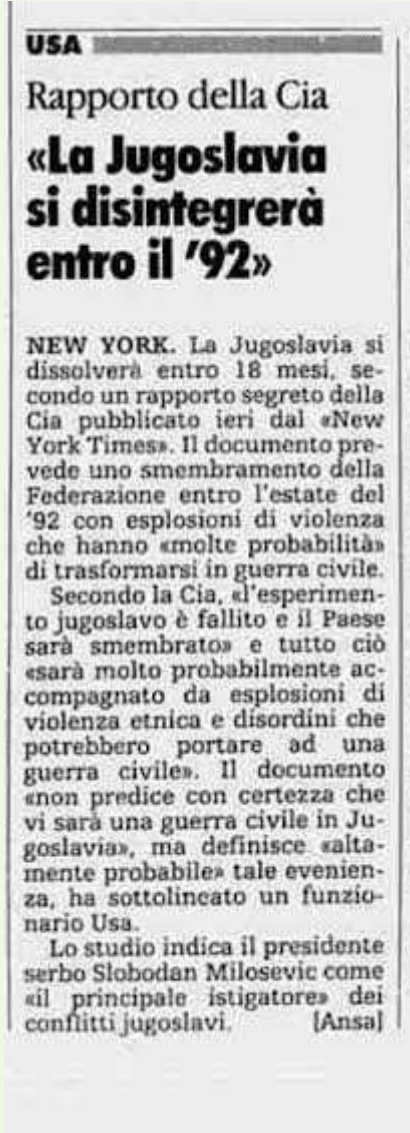 USA
Rapporto della Cia
«La Jugoslavia
si disintegrerà
entro il '92»
NEW YORK. La Jugoslavia si
dissolverà entro 18 mesi, se-
condo un rapporto segreto della
Cia pubblicato ieri dal «New
York Times». Il documento pre-
vede uno smembramento della
Federazione entro l'estate del
'92 con esplosioni di violenza
che hanno «molte probabilità»
di trasformarsi in guerra civile.
Secondo la Cia, «l'esperimen-
to jugoslavo è fallito e il Paese
sarà smembrato» e tutto ciò
«sarà molto probabilmente ac-
compagnato da esplosioni di
violenza etnica e disordini che
potrebbero portare ad una
guerra civile». Il documento
«non predice con certezza che
vi sarà una guerra civile in Ju-
goslavia», ma definisce «alta-
mente probabile» tale evenien-
za, ha sottolineato un funzio-
nario Usa.
Lo studio indica il presidente
serbo Slobodan Milosevic come
«il principale istigatore» dei
conflitti jugoslavi. [Ansa]